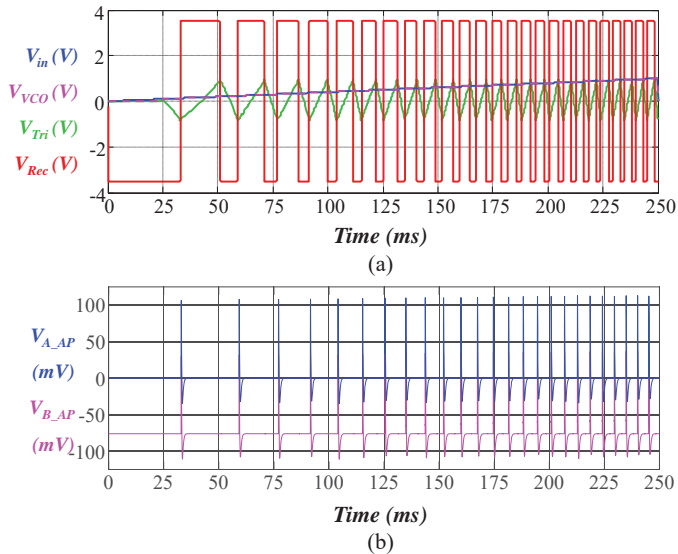 4
V_in (V)
2
V_VCO (V)
0
V_Tri (V)
-2
V_Rec (V)
-4
0 25 50 75 100 125 150 175 200 225 250
Time (ms)
(a)
100
V_A_AP
50
(mV)
0
V_B_AP
-50
(mV)
-100
0 25 50 75 100 125 150 175 200 225 250
Time (ms)
(b)